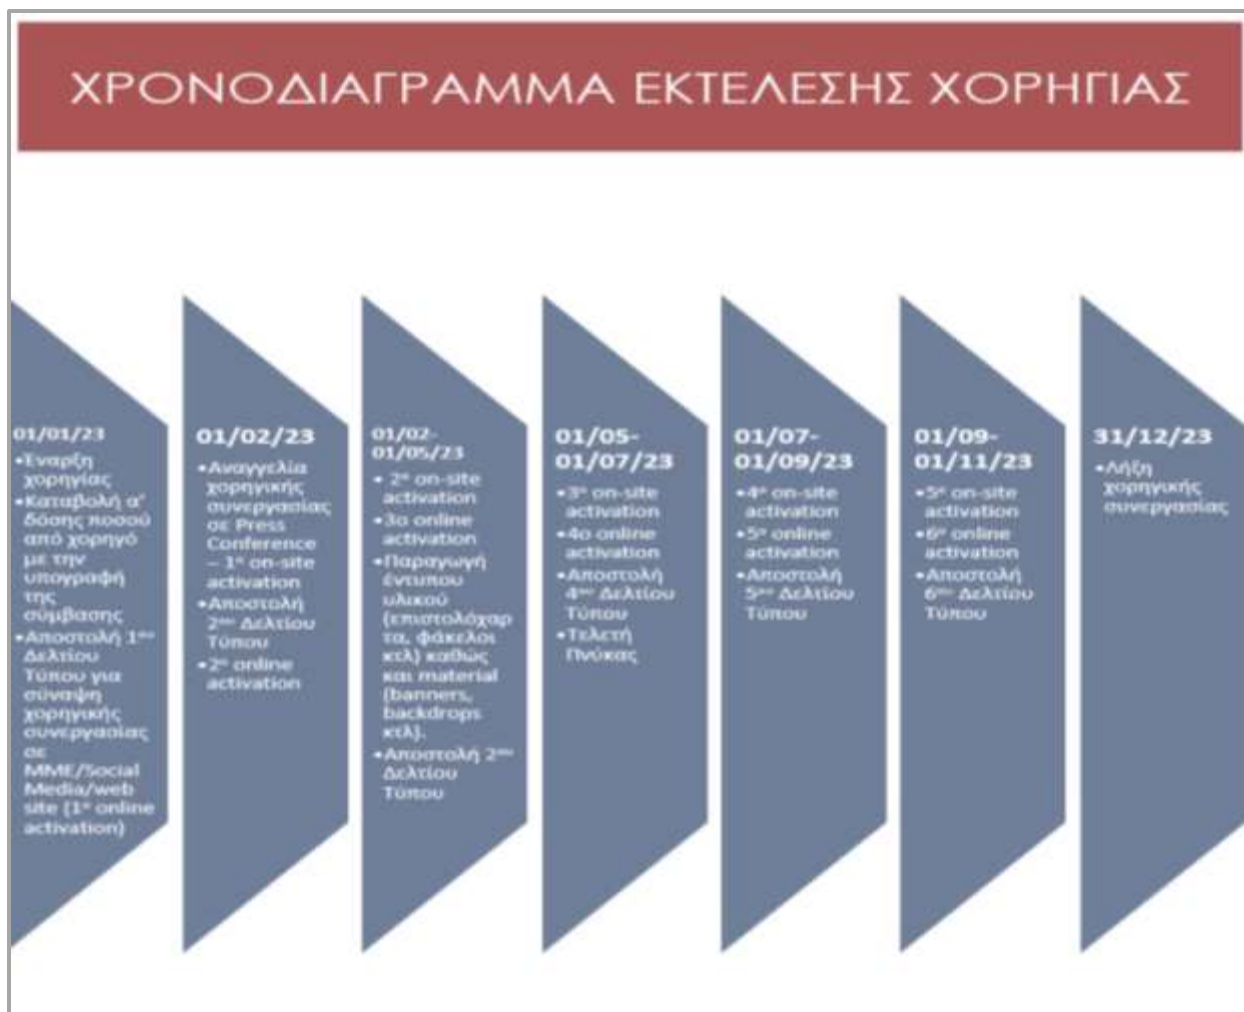 ΧΡΟΝΟΔΙΑΓΡΑΜΜΑ ΕΚΤΕΛΕΣΗΣ ΧΟΡΗΓΙΑΣ
01/01/23
•Έναρξη
χορηγίας
•Καταβολή α'
δόσης ποσού
από χορηγό
με την
υπογραφή
της
σύμβασης
•Αποστολή 1ου
Δελτίου
Τύπου για
σύναψη
χορηγικής
συνεργασίας
σε
ΜΜΕ/Social
Media/web
site (1ο online
activation)
01/02/23
•Αναγγελία
χορηγικής
συνεργασίας
σε Press
Conference
– 1ο on-site
activation
•Αποστολή
2ου Δελτίου
Τύπου
•2ο online
activation
01/02-
01/05/23
• 2ο on-site
activation
•3ο online
activation
•Παραγωγή
έντυπου
υλικού
(επιστολόχαρ
τα, φάκελοι
κτλ) καθώς
και material
(banners,
backdrops
κτλ).
•Αποστολή 2ου
Δελτίου
Τύπου
01/05-
01/07/23
•3ο on-site
activation
•4ο online
activation
•Αποστολή
4ου Δελτίου
Τύπου
•Τελετή
Πνύκας
01/07-
01/09/23
•4ο on-site
activation
•5ο online
activation
•Αποστολή
5ου Δελτίου
Τύπου
01/09-
01/11/23
•5ο on-site
activation
•6ο online
activation
•Αποστολή
6ου Δελτίου
Τύπου
31/12/23
•Λήξη
χορηγικής
συνεργασίας